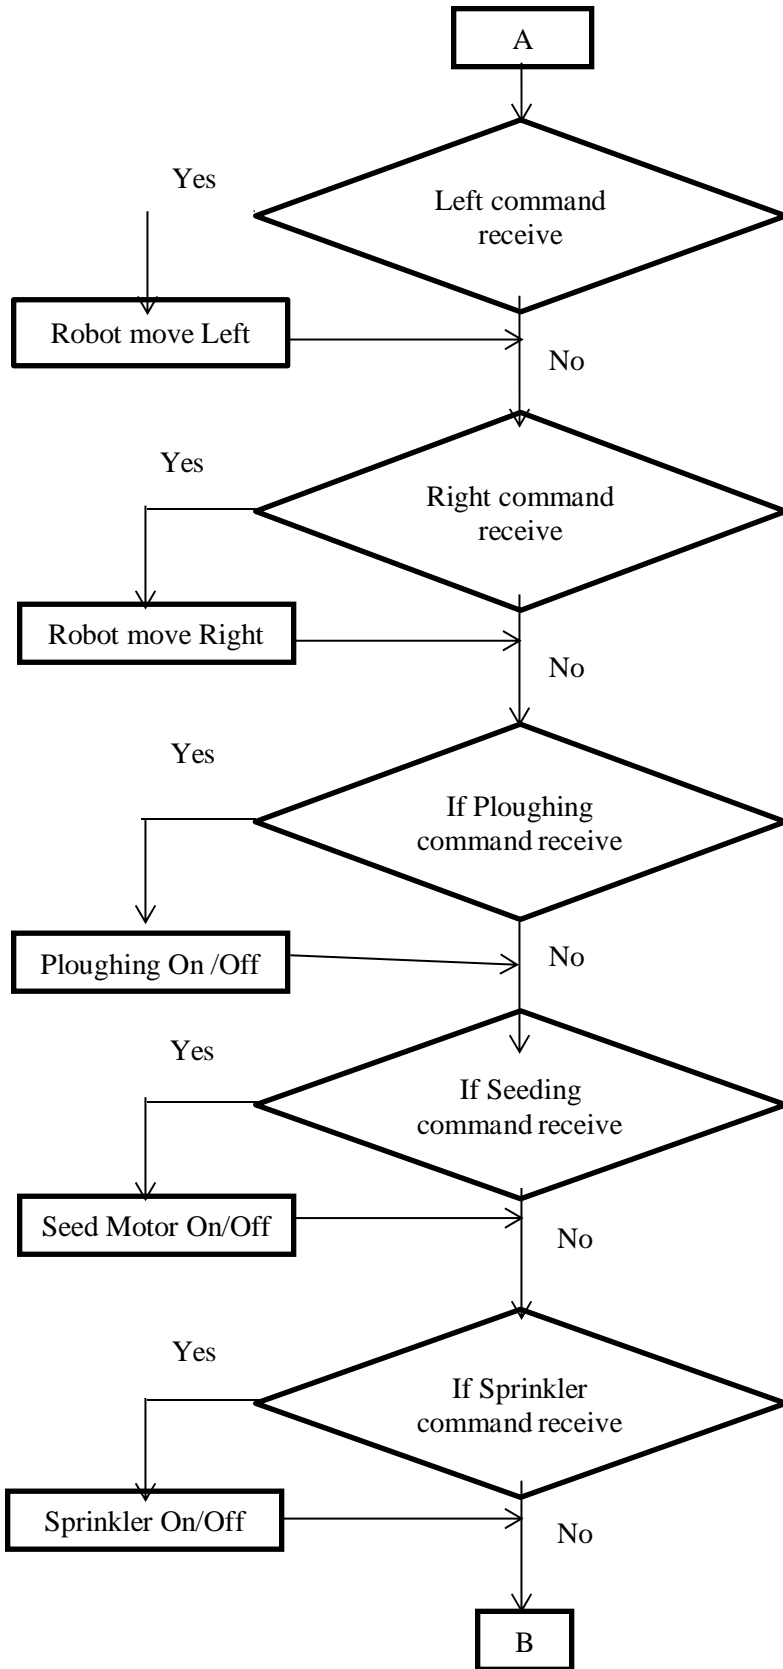 A
Yes
Left command
receive
Robot move Left
No
Yes
Right command
receive
Robot move Right
No
Yes
If Ploughing
command receive
Ploughing On /Off
No
Yes
If Seeding
command receive
Seed Motor On/Off
No
Yes
If Sprinkler
command receive
Sprinkler On/Off
No
B